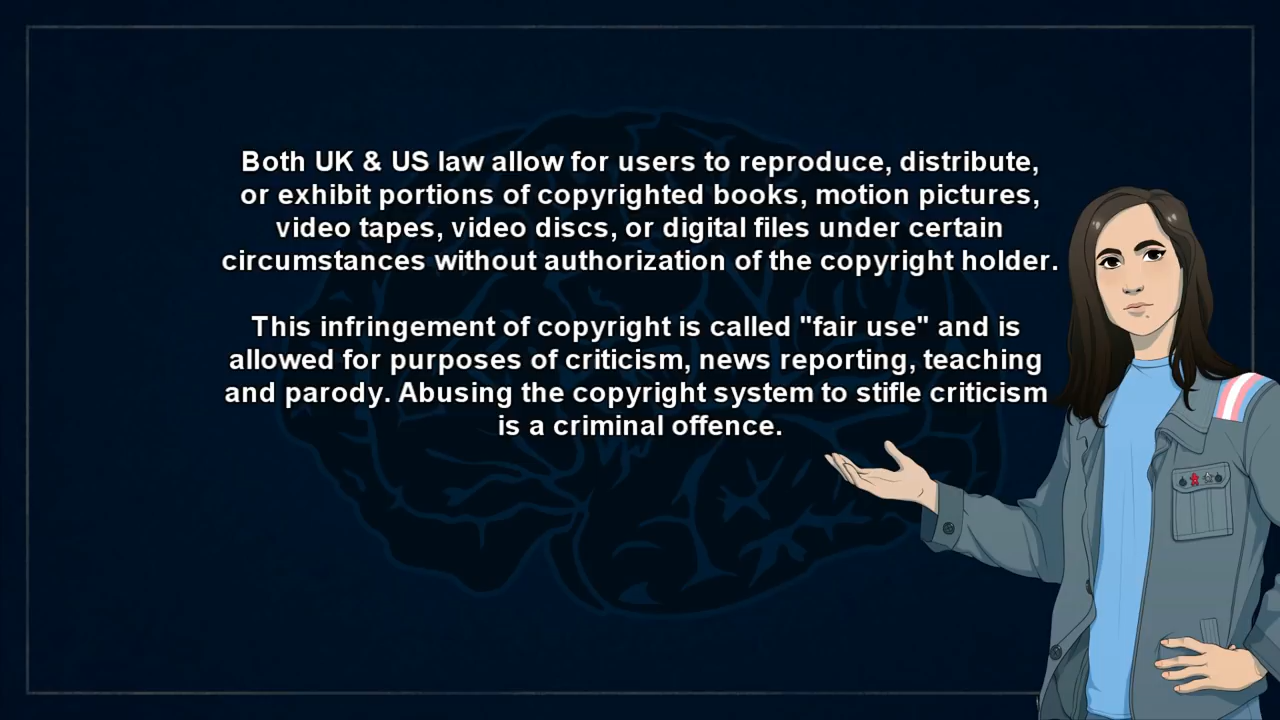 Both UK & US law allow for users to reproduce, distribute,
or exhibit portions of copyrighted books, motion pictures,
video tapes, video discs, or digital files under certain
circumstances without authorization of the copyright holder.
This infringement of copyright is called "fair use" and is
allowed for purposes of criticism, news reporting, teaching
and parody. Abusing the copyright system to stifle criticism
is a criminal offence.